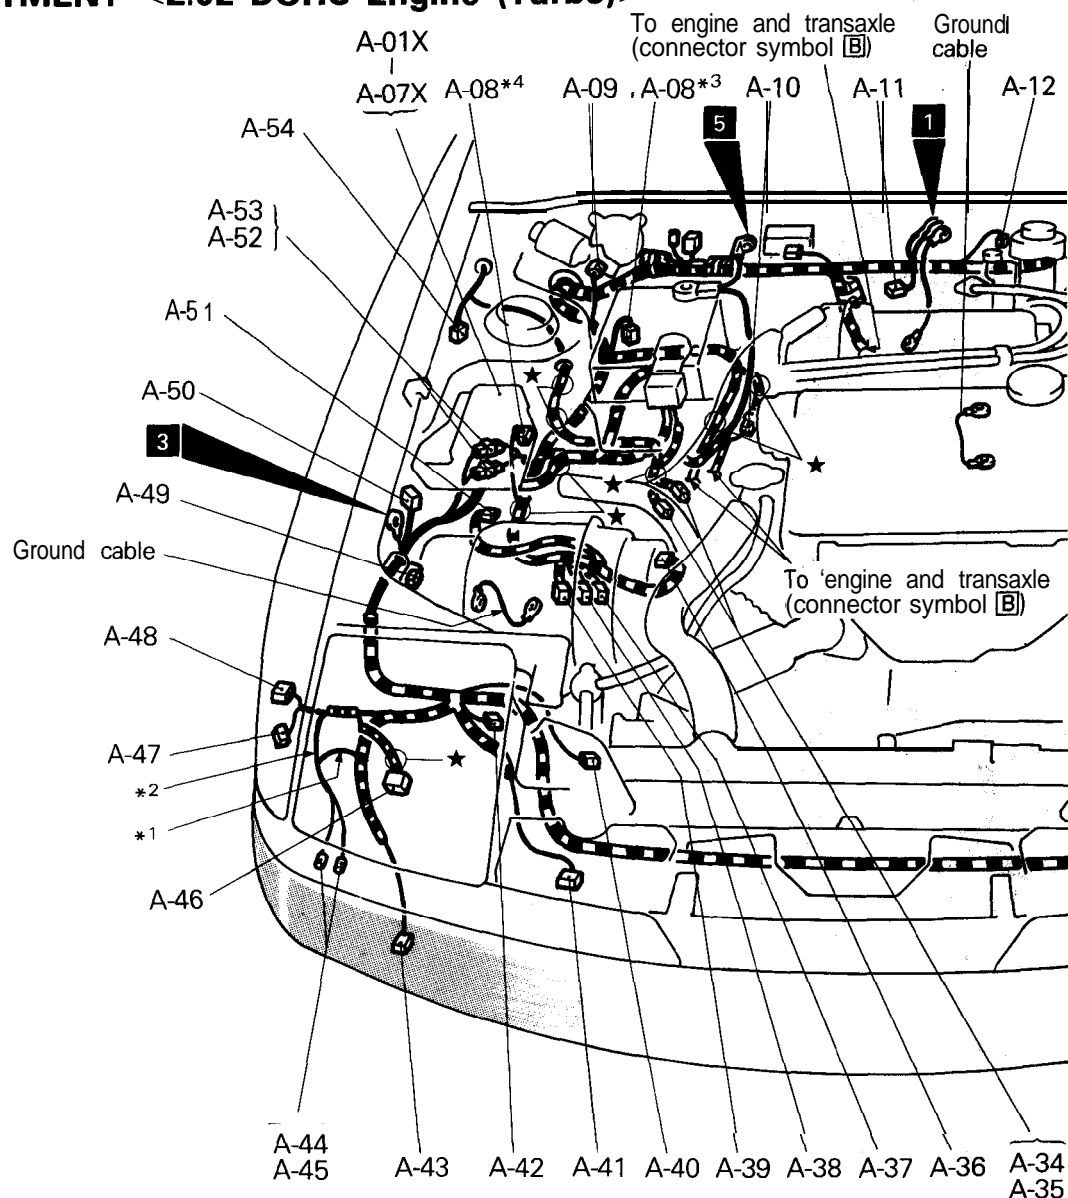 <2.0L DOHC Engine (Turbo)>
To engine and transaxle
(connector symbol B)
Ground
cable
A-01X
A-07X
A-08*4
A-09
A-08*3
A-10
A-11
A-12
A-54
5
1
A-53
A-52
A-51
A-50
3
A-49
Ground cable
To engine and transaxle
(connector symbol B)
A-48
A-47
*2
*1
A-46
A-44
A-45
A-43
A-42
A-41
A-40
A-39
A-38
A-37
A-36
A-34
A-35